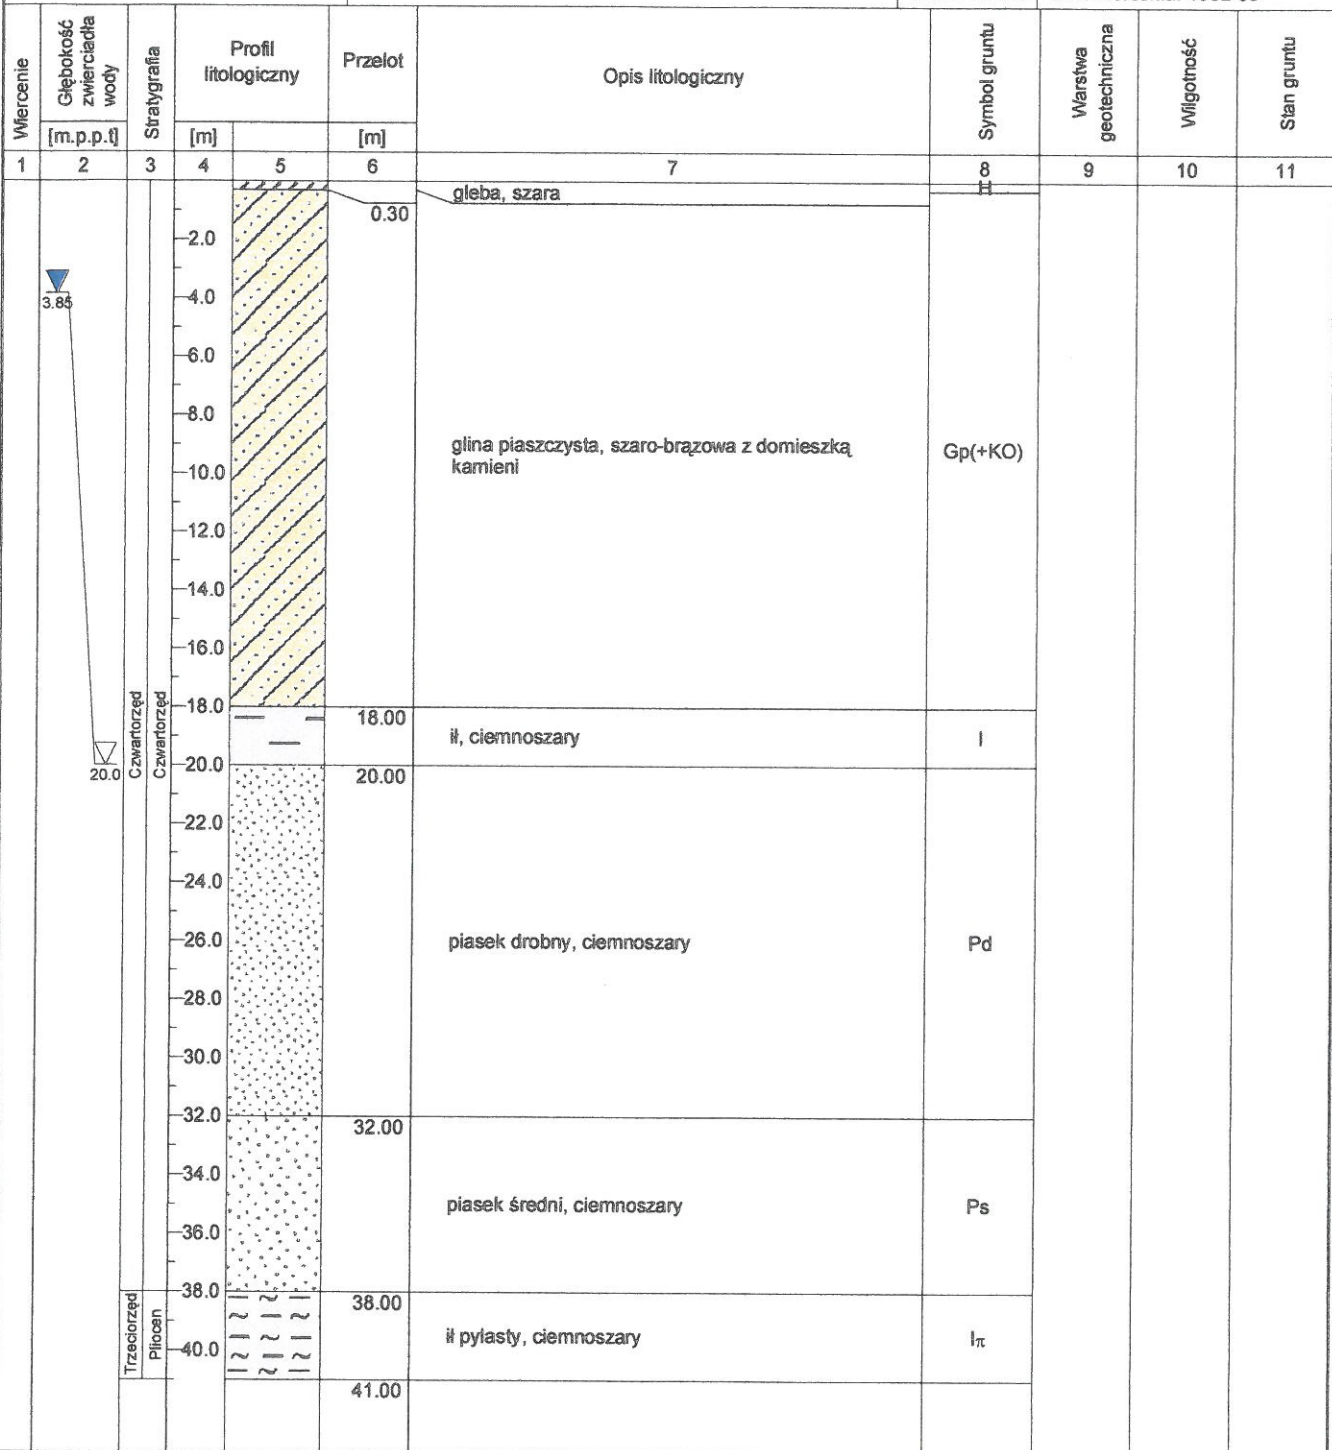 Wiercenie
Głębokość
zwierciadła
wody
[m.p.p.t]
Stratygrafia
Profil
litologiczny
[m]
Przelot
[m]
Opis litologiczny
Symbol gruntu
Warstwa
geotechniczna
Wilgotność
Stan gruntu
1 2 3 4 5 6 7 8 9 10 11
gleba, szara
H
0.30
2.0
3.85
4.0
6.0
8.0
glina piaszczysta, szaro-brązowa z domieszką
kamieni
Gp(+KO)
10.0
12.0
14.0
16.0
18.0
18.00
Czwartorzęd
Czwartorzęd
ił, ciemnoszary
I
20.0
20.0
20.00
22.0
24.0
26.0
piasek drobny, ciemnoszary
Pd
28.0
30.0
32.0
32.00
34.0
piasek średni, ciemnoszary
Ps
36.0
38.0
38.00
Trzeciorzęd
Pliocen
ił pylasty, ciemnoszary
Iπ
40.0
41.00